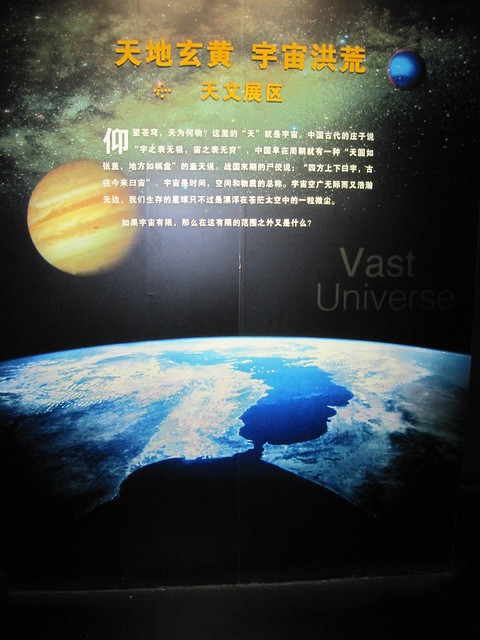 天地玄黄 宇宙洪荒
天文展区
仰望苍穹，天为何物？这里的“天”就是宇宙。中国古代的庄子说
“宇之表无极，宙之表无穷”，中国早在周朝就有一种“天圆如
张盖，地方如棋盘”的盖天说。战国末期的尸佼说：“四方上下曰宇，古
往今来曰宙”。宇宙是时间，空间和物质的总称。宇宙空广无际而又浩瀚
无边，我们生存的星球只不过是漂浮在苍茫太空中的一粒微尘。
如果宇宙有限，那么在这有限的范围之外又是什么？
Vast
Universe